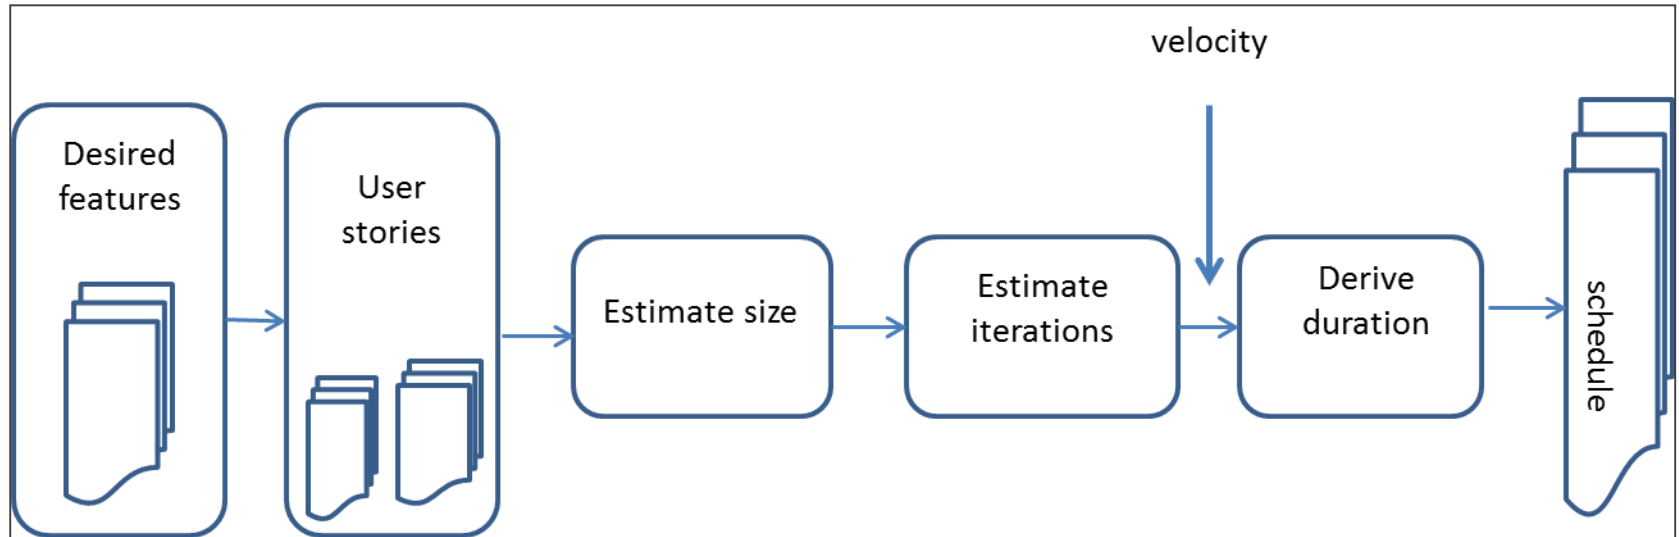 velocity
Desired
features
User
stories
Estimate size
Estimate
iterations
Derive
duration
schedule